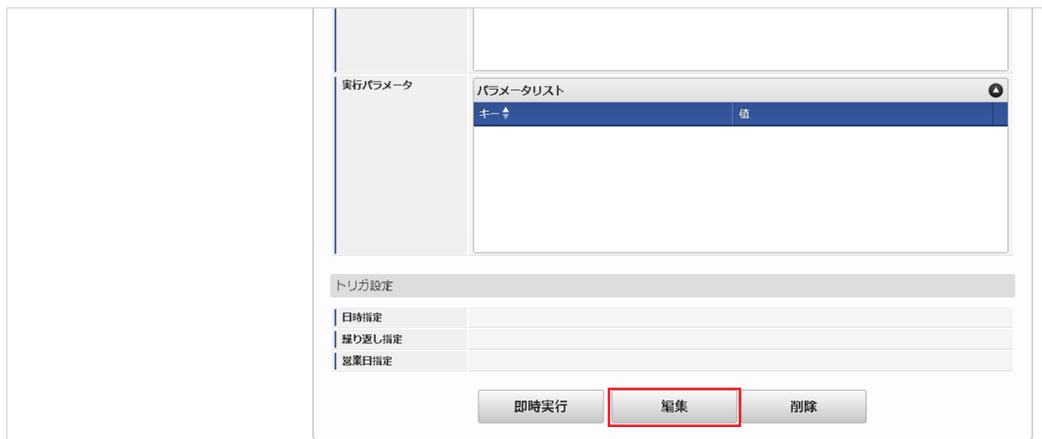 実行パラメータ
パラメータリスト
キー 値
トリガ設定
日時指定
繰り返し指定
営業日指定
即時実行 編集 削除